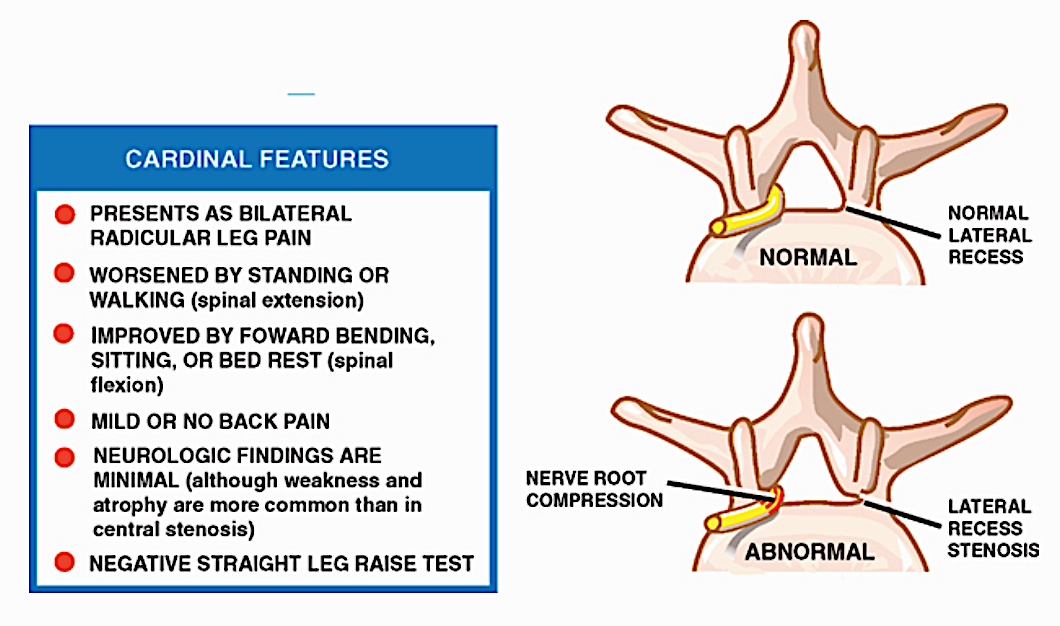 CARDINAL FEATURES
PRESENTS AS BILATERAL
RADICULAR LEG PAIN
WORSENED BY STANDING OR
WALKING (spinal extension)
IMPROVED BY FOWARD BENDING,
SITTING, OR BED REST (spinal
flexion)
MILD OR NO BACK PAIN
NEUROLOGIC FINDINGS ARE
MINIMAL (although weakness and
atrophy are more common than in
central stenosis)
NEGATIVE STRAIGHT LEG RAISE TEST
NORMAL
NORMAL
LATERAL
RECESS
NERVE ROOT
COMPRESSION
ABNORMAL
LATERAL
RECESS
STENOSIS